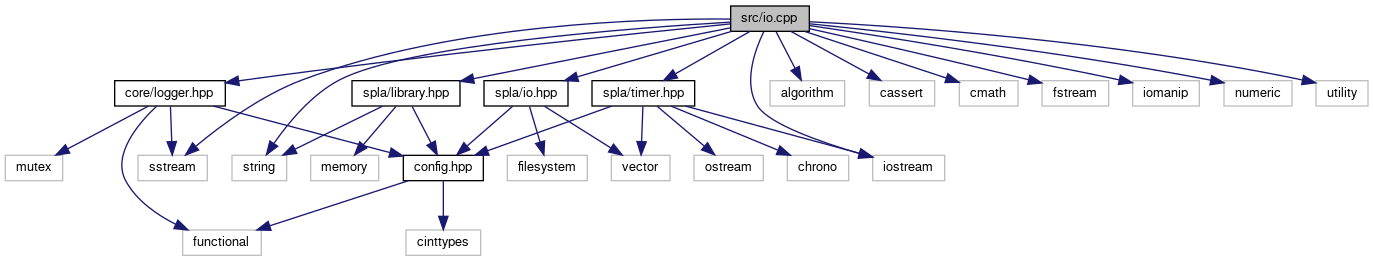 src/io.cpp
core/logger.hpp
spla/library.hpp
spla/io.hpp
spla/timer.hpp
algorithm
cassert
cmath
fstream
iomanip
numeric
utility
mutex
sstream
string
memory
config.hpp
filesystem
vector
ostream
chrono
iostream
functional
cinttypes